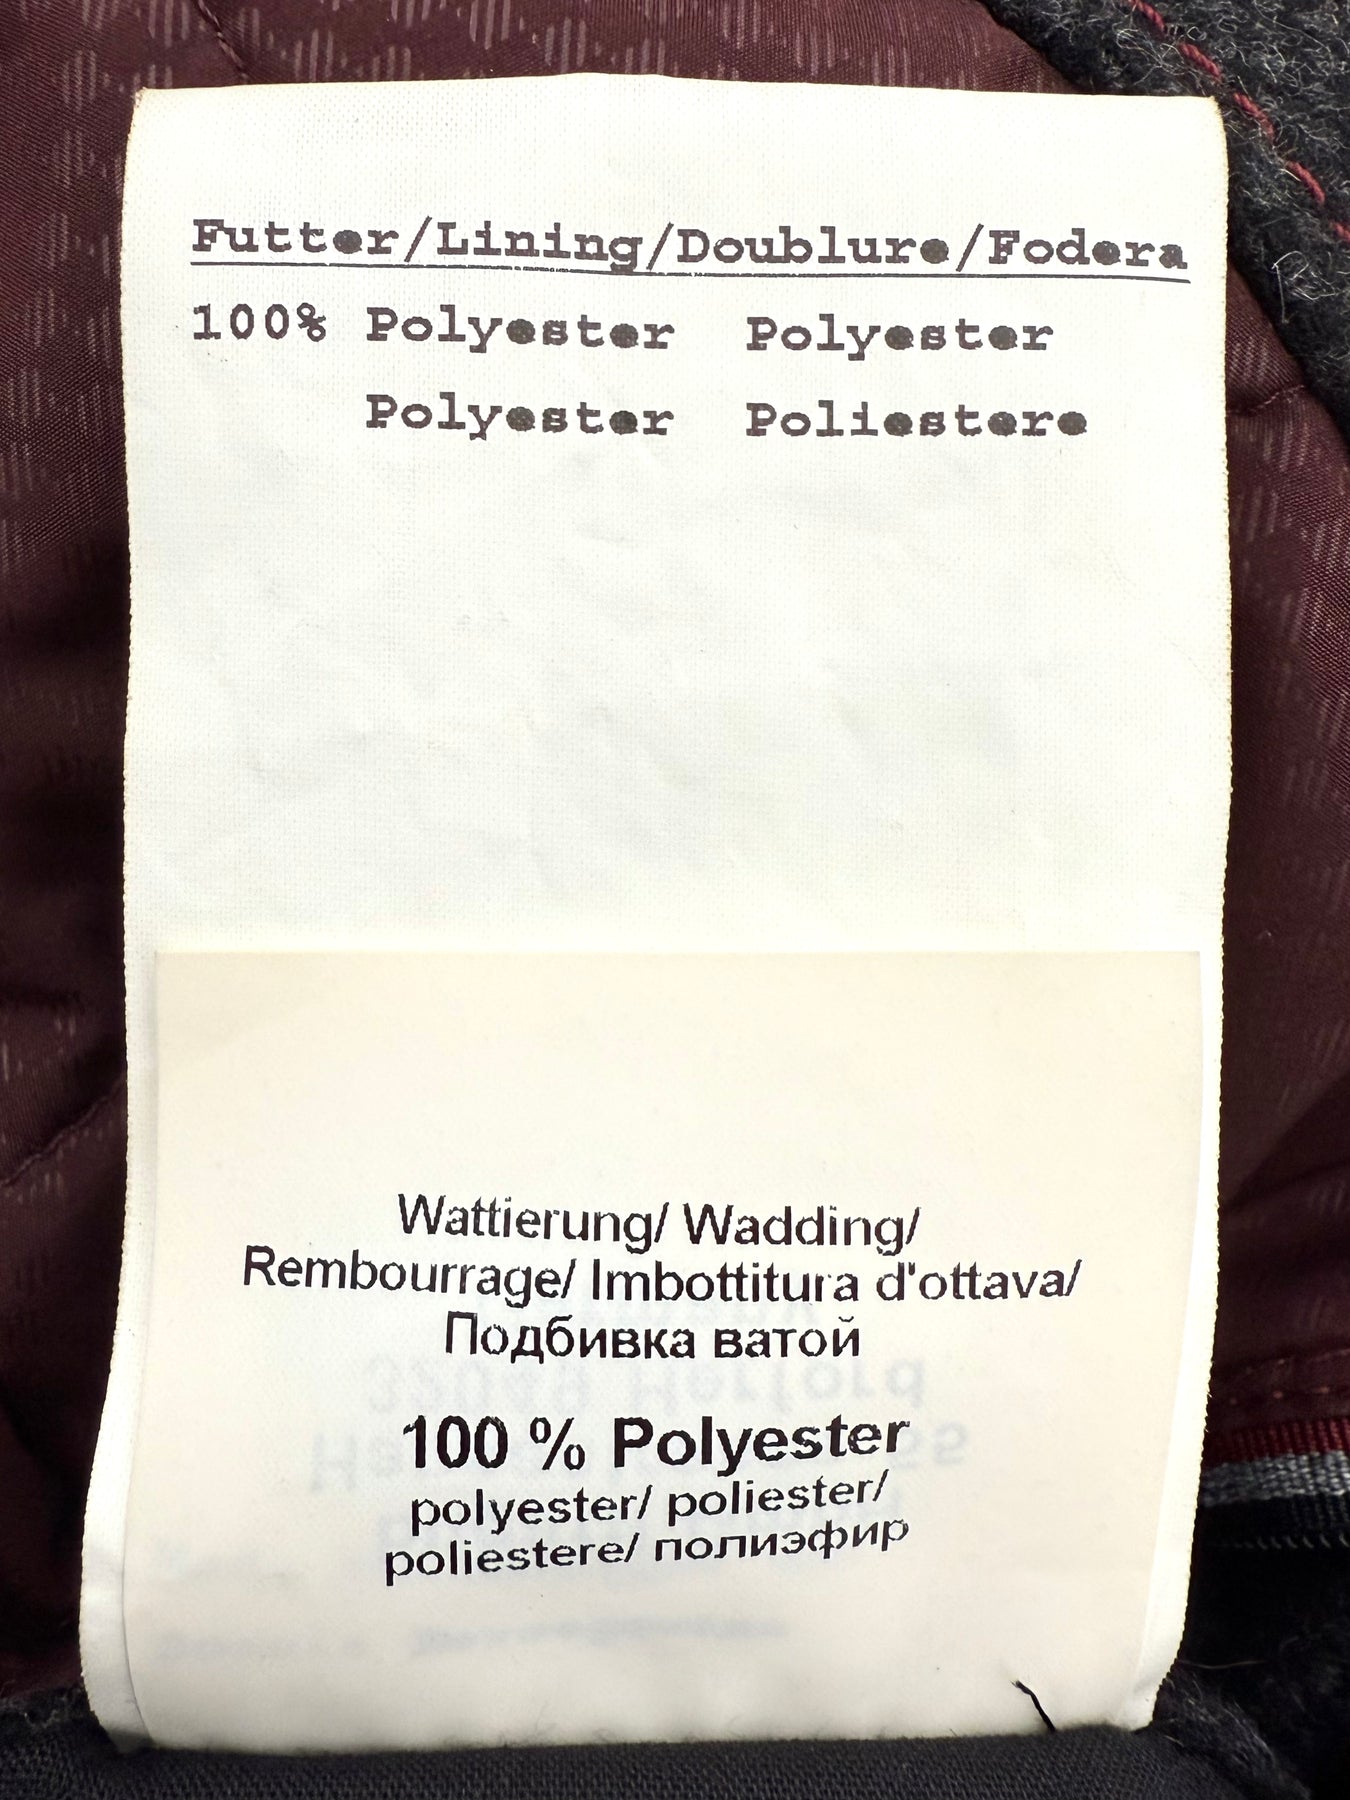 Futter/Lining/Doublure/Fodera
100% Polyester Polyester
Polyester Poliestere
Wattierung/ Wadding/
Rembourrage/ Imbottitura d'ottava/
Подбивка ватой
100 % Polyester
polyester/ poliester/
poliestere/ полиэфир